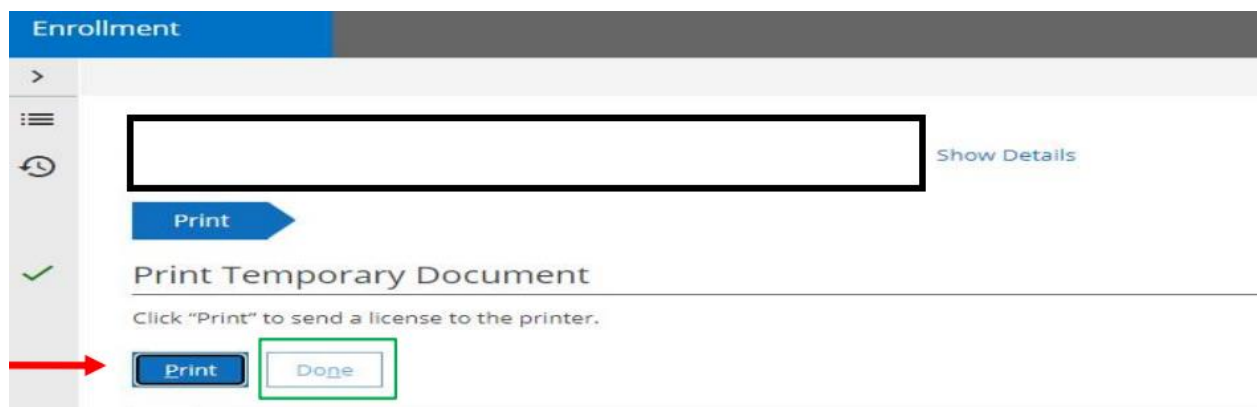 Enrollment
Show Details
Print
Print Temporary Document
Click “Print” to send a license to the printer.
Print Done